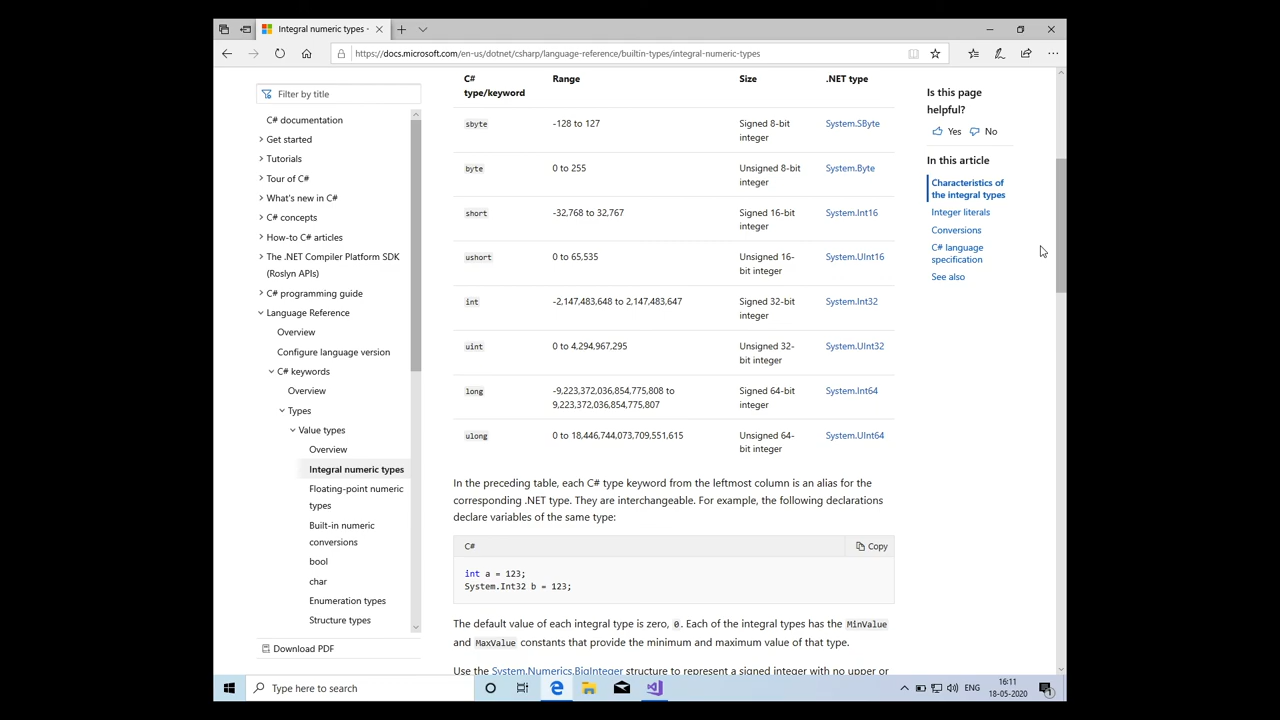 Integral numeric types -
https://docs.microsoft.com/en-us/dotnet/csharp/language-reference/builtin-types/integral-numeric-types
Filter by title
C# documentation
Get started
Tutorials
Tour of C#
What's new in C#
C# concepts
How-to C# articles
The .NET Compiler Platform SDK
(Roslyn APIs)
C# programming guide
Language Reference
Overview
Configure language version
C# keywords
Overview
Types
Value types
Overview
Integral numeric types
Floating-point numeric
types
Built-in numeric
conversions
bool
char
Enumeration types
Structure types
Download PDF
C# Range Size .NET type
type/keyword
sbyte -128 to 127 Signed 8-bit System.SByte
integer
byte 0 to 255 Unsigned 8-bit System.Byte
integer
short -32,768 to 32,767 Signed 16-bit System.Int16
integer
ushort 0 to 65,535 Unsigned 16- System.UInt16
bit integer
int -2,147,483,648 to 2,147,483,647 Signed 32-bit System.Int32
integer
uint 0 to 4,294,967,295 Unsigned 32- System.UInt32
bit integer
long -9,223,372,036,854,775,808 to Signed 64-bit System.Int64
9,223,372,036,854,775,807 integer
ulong 0 to 18,446,744,073,709,551,615 Unsigned 64- System.UInt64
bit integer
In the preceding table, each C# type keyword from the leftmost column is an alias for the
corresponding .NET type. They are interchangeable. For example, the following declarations
declare variables of the same type:
C# Copy
int a = 123;
System.Int32 b = 123;
The default value of each integral type is zero, 0. Each of the integral types has the MinValue
and MaxValue constants that provide the minimum and maximum value of that type.
Use the System.Numerics.BigInteger structure to represent a signed integer with no upper or
Is this page
helpful?
Yes No
In this article
Characteristics of
the integral types
Integer literals
Conversions
C# language
specification
See also
Type here to search
ENG
16:11
18-05-2020
1